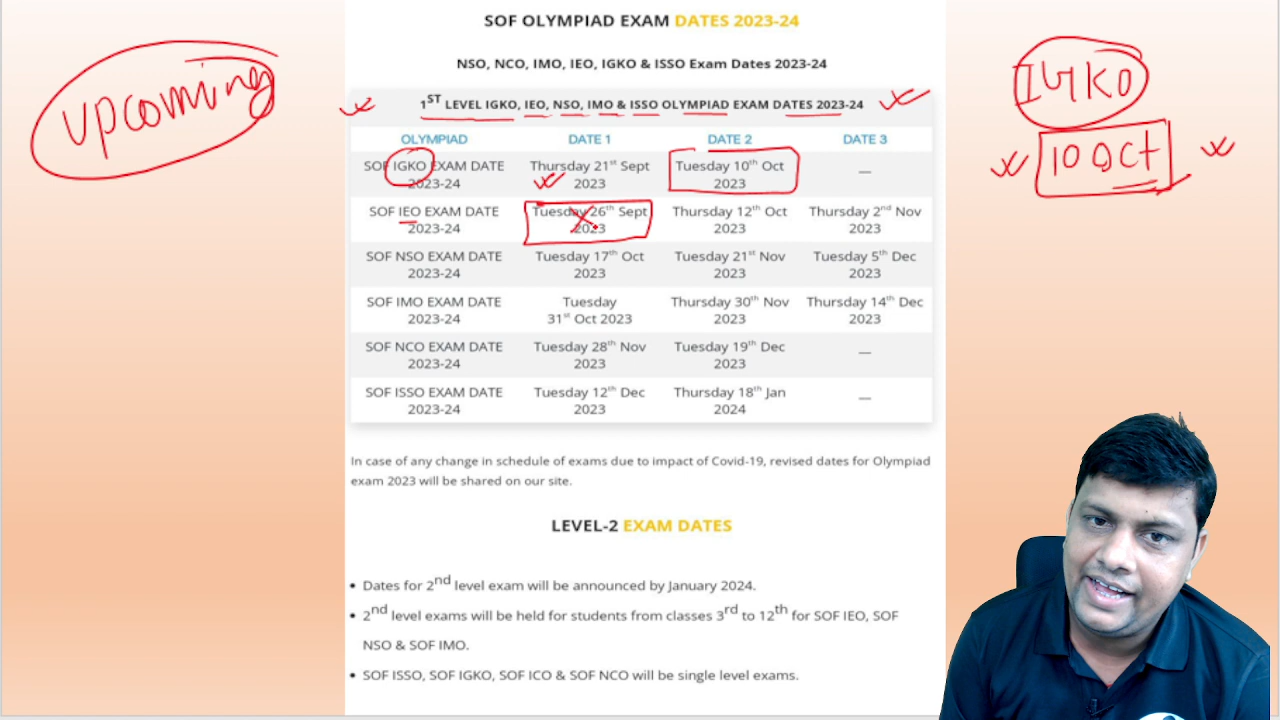 SOF OLYMPIAD EXAM DATES 2023-24
NSO, NCO, IMO, IEO, IGKO & ISSO Exam Dates 2023-24
upcoming
IGKO
10 Oct
1ST LEVEL IGKO, IEO, NSO, IMO & ISSO OLYMPIAD EXAM DATES 2023-24
OLYMPIAD DATE 1 DATE 2 DATE 3
SOF IGKO EXAM DATE Thursday 21st Sept Tuesday 10th Oct —
2023-24 2023 2023
SOF IEO EXAM DATE Tuesday 26th Sept Thursday 12th Oct Thursday 2nd Nov
2023-24 2023 2023 2023
SOF NSO EXAM DATE Tuesday 17th Oct Tuesday 21st Nov Tuesday 5th Dec
2023-24 2023 2023 2023
SOF IMO EXAM DATE Tuesday Thursday 30th Nov Thursday 14th Dec
2023-24 31st Oct 2023 2023 2023
SOF NCO EXAM DATE Tuesday 28th Nov Tuesday 19th Dec —
2023-24 2023 2023
SOF ISSO EXAM DATE Tuesday 12th Dec Thursday 18th Jan —
2023-24 2023 2024
In case of any change in schedule of exams due to impact of Covid-19, revised dates for Olympiad
exam 2023 will be shared on our site.
LEVEL-2 EXAM DATES
• Dates for 2nd level exam will be announced by January 2024.
• 2nd level exams will be held for students from classes 3rd to 12th for SOF IEO, SOF
NSO & SOF IMO.
• SOF ISSO, SOF IGKO, SOF ICO & SOF NCO will be single level exams.